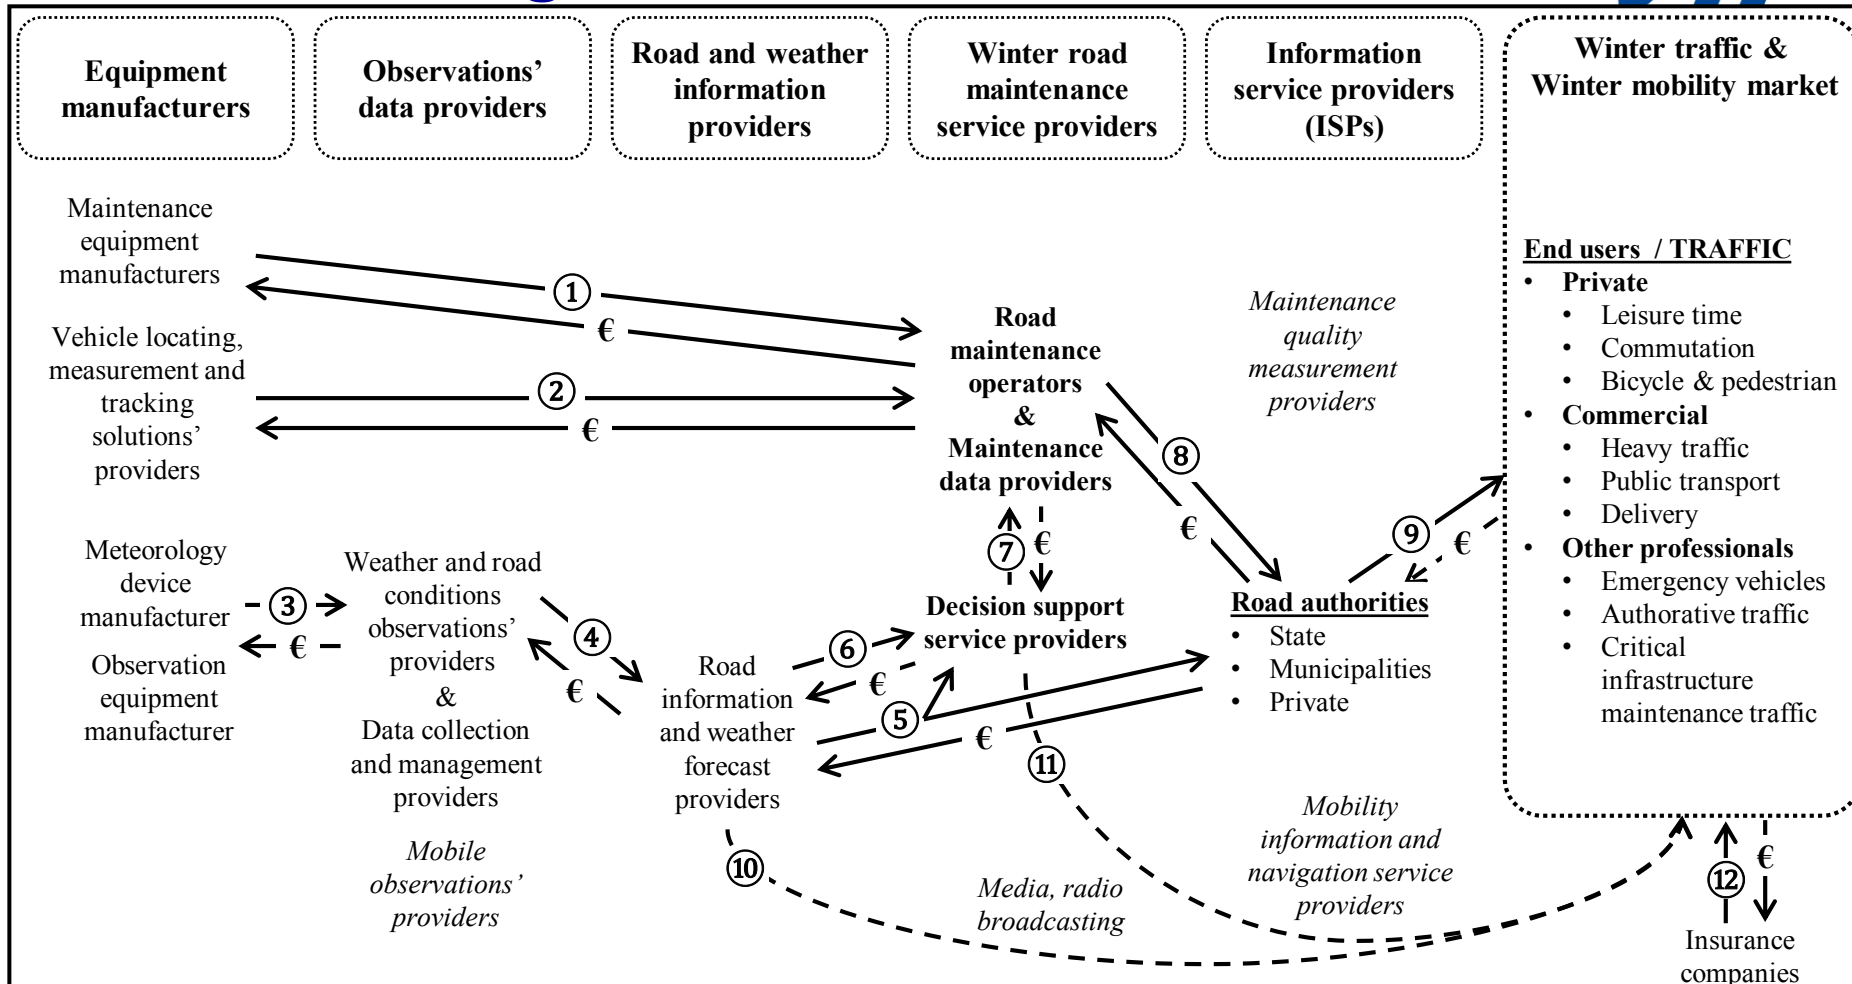 Equipment
manufacturers
Observations’
data providers
Road and weather
information
providers
Winter road
maintenance
service providers
Information
service providers
(ISPs)
Winter traffic &
Winter mobility market
Maintenance
equipment
manufacturers
Vehicle locating,
measurement and
tracking
solutions’
providers
Meteorology
device
manufacturer
Observation
equipment
manufacturer
①
€
②
€
③
€
Weather and road
conditions
observations’
providers
&
Data collection
and management
providers
Mobile
observations’
providers
④
€
Road
information
and weather
forecast
providers
⑥
€
⑤
€
Road
maintenance
operators
&
Maintenance
data providers
⑦ €
Decision support
service providers
⑧
€
Maintenance
quality
measurement
providers
Road authorities
• State
• Municipalities
• Private
⑨
€
⑩
⑪
Media, radio
broadcasting
Mobility
information and
navigation service
providers
End users / TRAFFIC
• Private
• Leisure time
• Commutation
• Bicycle & pedestrian
• Commercial
• Heavy traffic
• Public transport
• Delivery
• Other professionals
• Emergency vehicles
• Authorative traffic
• Critical
infrastructure
maintenance traffic
⑫ €
Insurance
companies